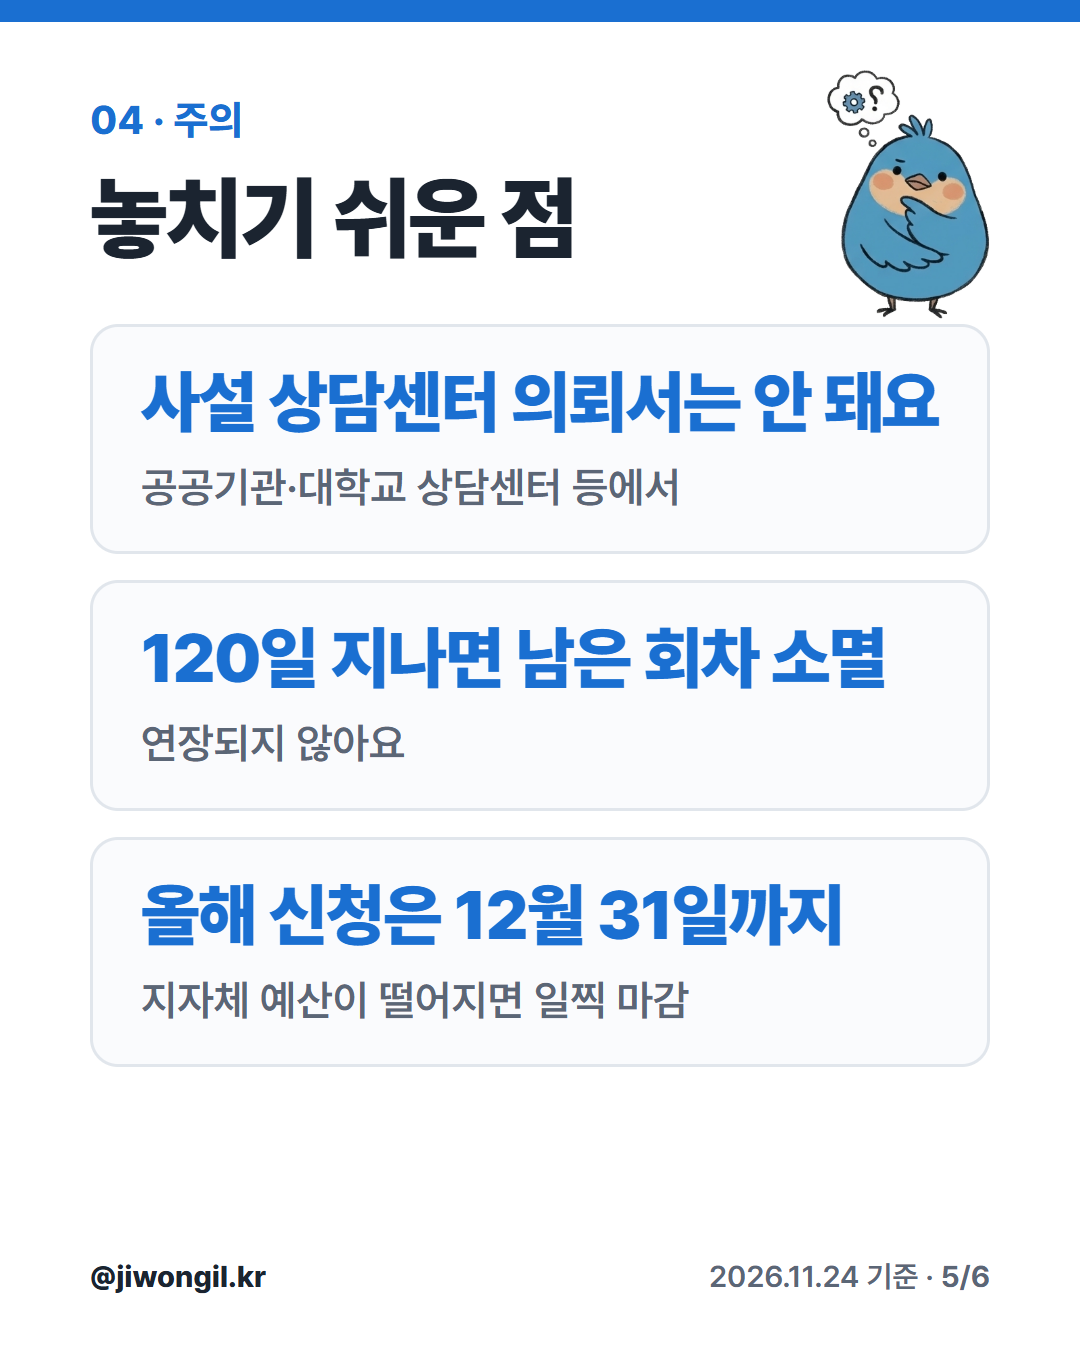 04 · 주의
놓치기 쉬운 점
사설 상담센터 의뢰서는 안 돼요
공공기관·대학교 상담센터 등에서
120일 지나면 남은 회차 소멸
연장되지 않아요
올해 신청은 12월 31일까지
지자체 예산이 떨어지면 일찍 마감
@jiwongil.kr
2026.11.24 기준 · 5/6